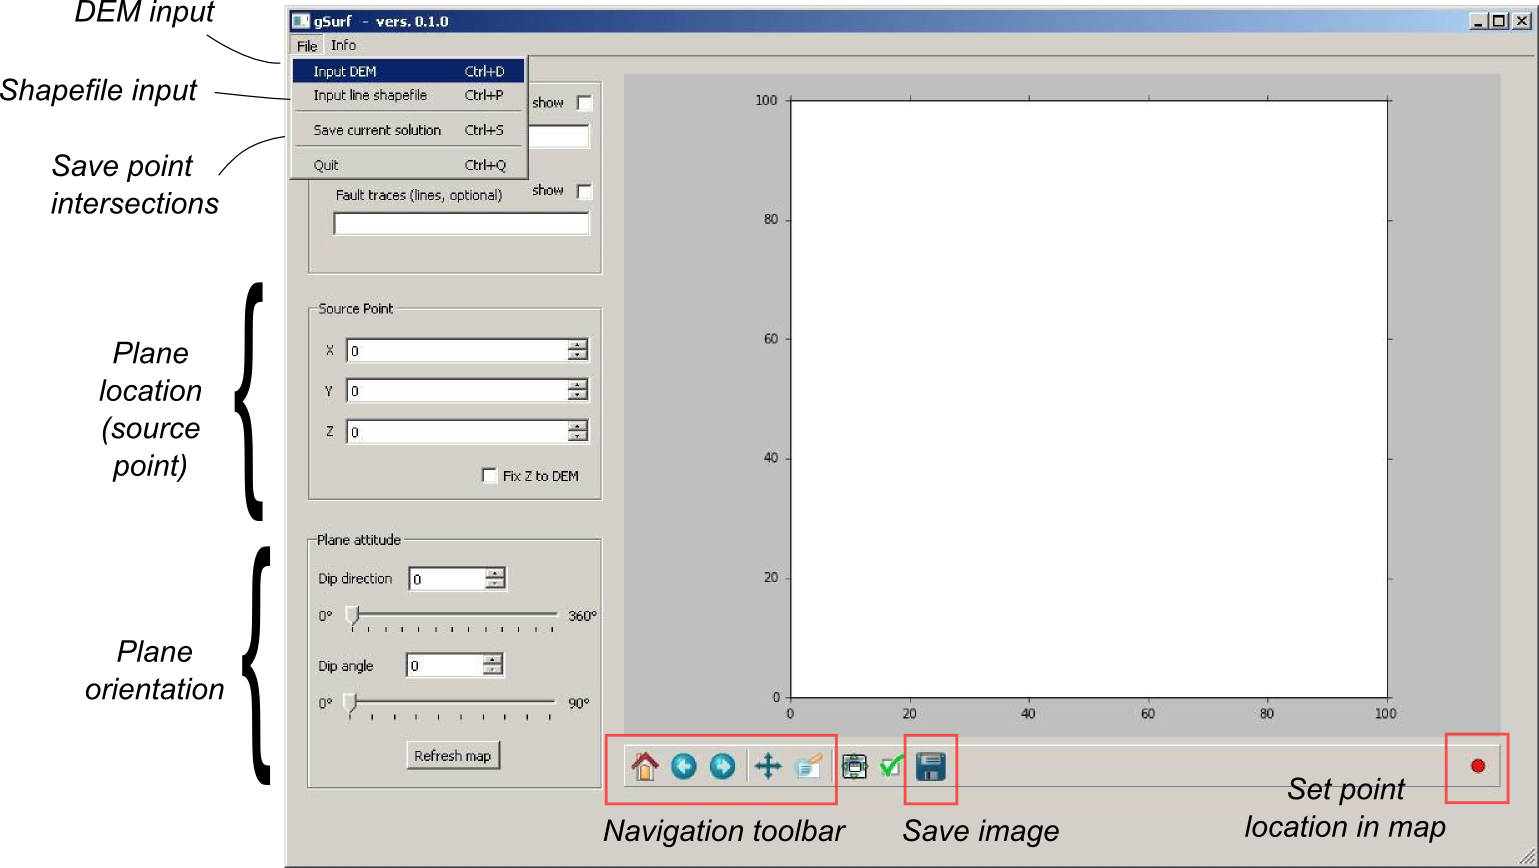 DEM input
Shapefile input
Save point
intersections
Plane
location
(source
point)
Plane
orientation
gSurf - vers. 0.1.0
File Info
Input DEM Ctrl+D
Input line shapefile Ctrl+P
Save current solution Ctrl+S
Quit Ctrl+Q
show
Fault traces (lines, optional) show
Source Point
X 0
Y 0
Z 0
Fix Z to DEM
Plane attitude
Dip direction 0
0° 360°
Dip angle 0
0° 90°
Refresh map
100
80
60
40
20
0
0 20 40 60 80 100
Navigation toolbar
Save image
Set point
location in map